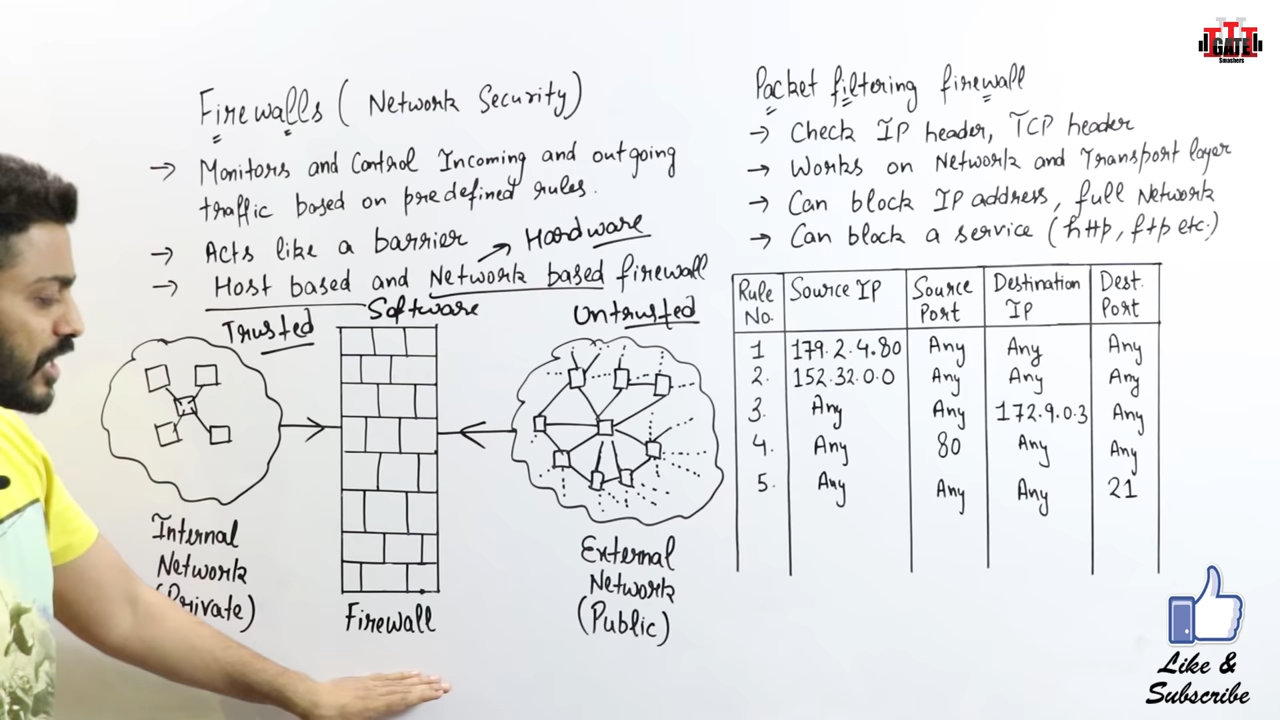 GATE
Smashers
Firewalls (Network Security)
→ Monitors and Control Incoming and outgoing
traffic based on predefined rules.
→ Acts like a barrier
→ Hardware
→ Host based and Network based firewall
Software
Trusted
Untrusted
Internal
Network
(Private)
Firewall
External
Network
(Public)
Packet filtering firewall
→ Check IP header, TCP header
→ Works on Network and Transport layer
→ Can block IP address, full Network
→ Can block a service (http, ftp etc.)
Rule No. Source IP Source Port Destination IP Dest. Port
1 179.2.4.80 Any Any Any
2. 152.32.0.0 Any Any Any
3. Any Any 172.9.0.3 Any
4. Any 80 Any Any
5. Any Any Any 21
Like &
Subscribe